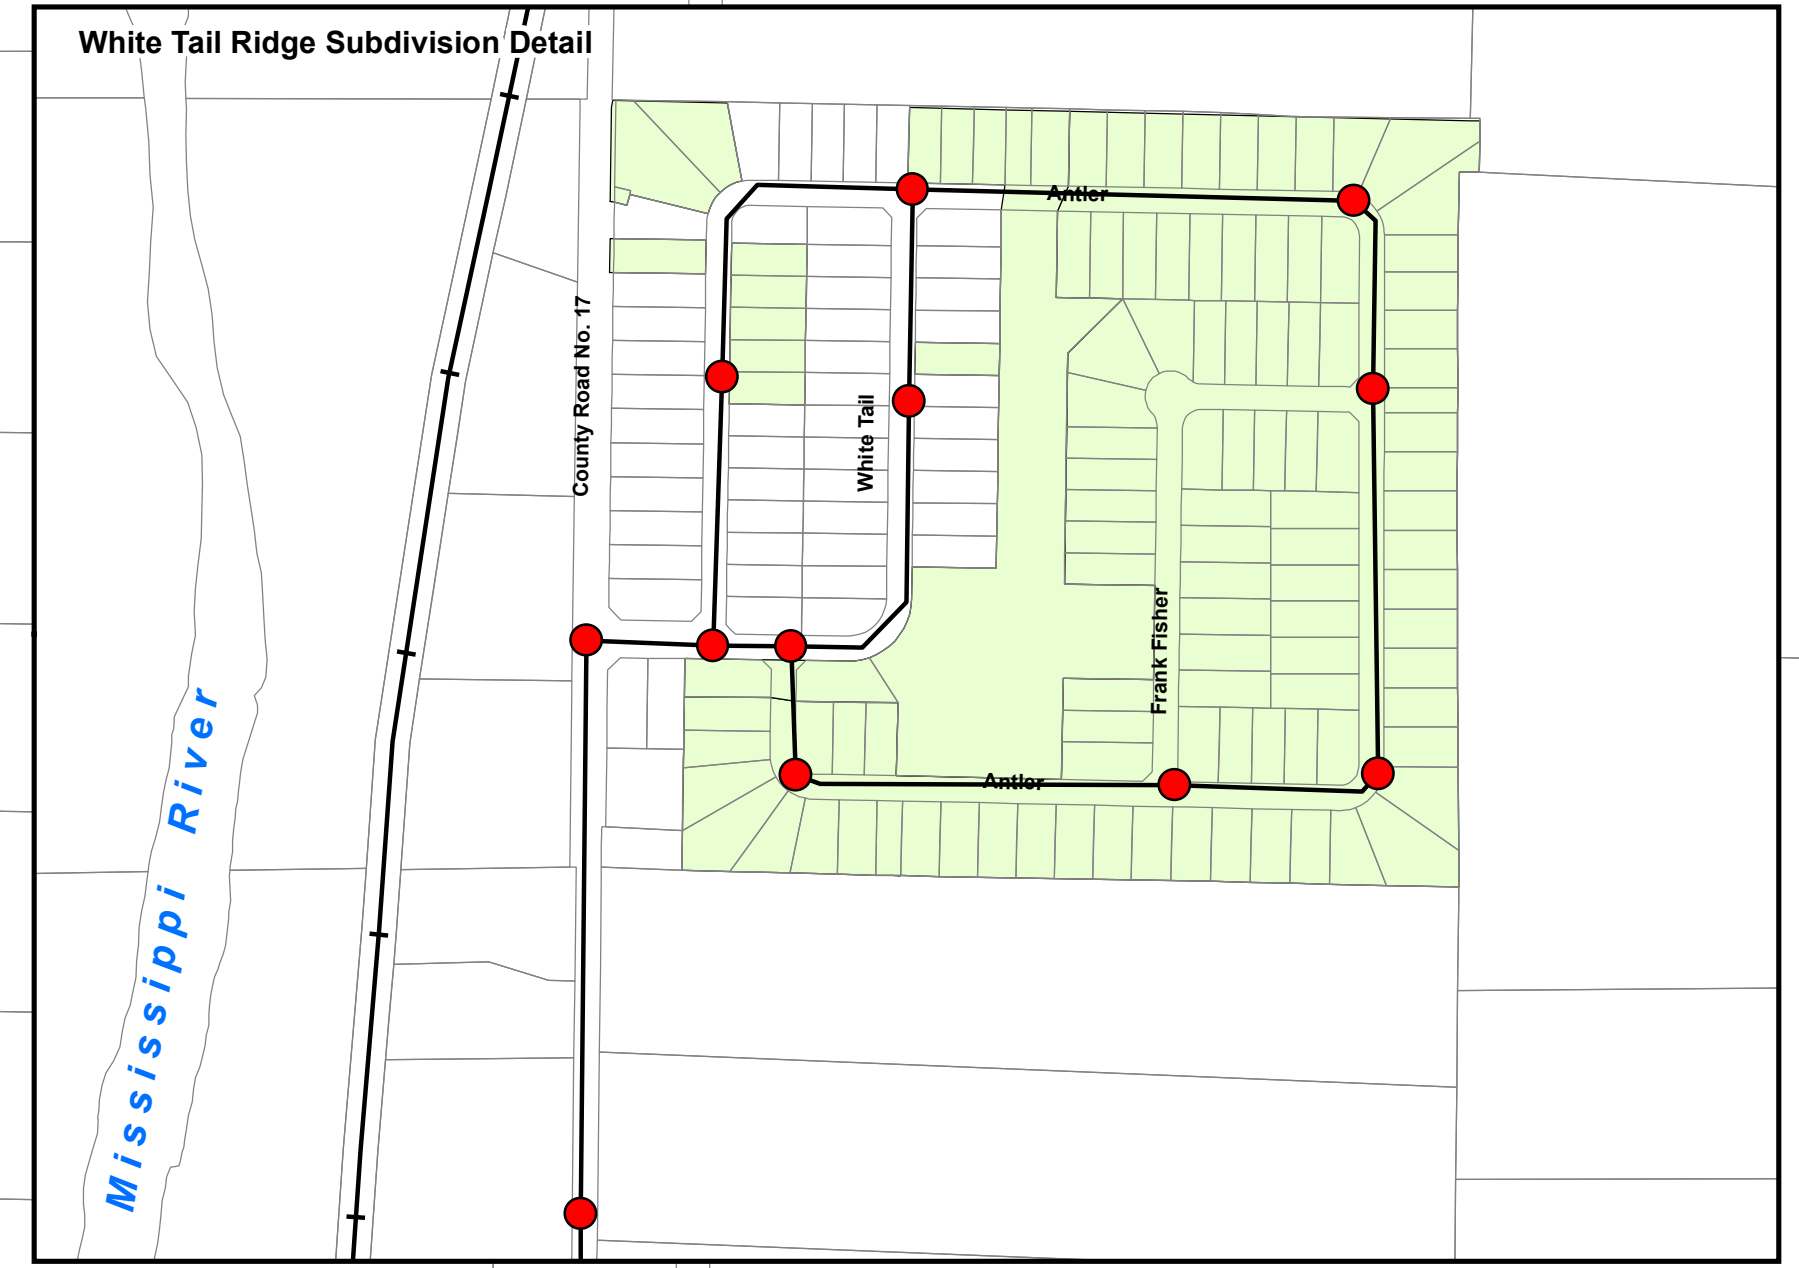 White Tail Ridge Subdivision Detail
Antler
County Road No. 17
White Tail
Frank Fisher
Antler
Mississippi River